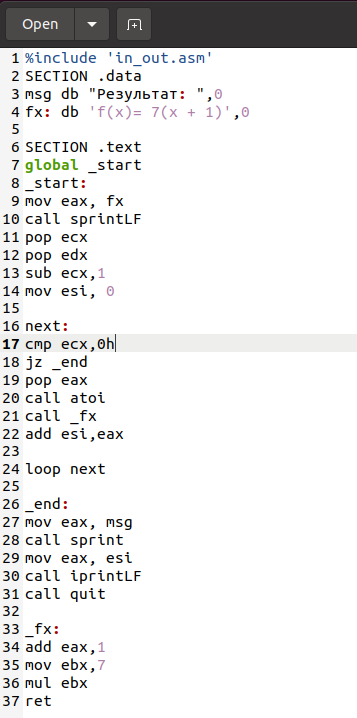 Open
1 %include 'in_out.asm'
2 SECTION .data
3 msg db "Результат: ",0
4 fx: db 'f(x)= 7(x + 1)',0
5
6 SECTION .text
7 global _start
8 _start:
9 mov eax, fx
10 call sprintLF
11 pop ecx
12 pop edx
13 sub ecx,1
14 mov esi, 0
15
16 next:
17 cmp ecx,0h
18 jz _end
19 pop eax
20 call atoi
21 call _fx
22 add esi,eax
23
24 loop next
25
26 _end:
27 mov eax, msg
28 call sprint
29 mov eax, esi
30 call iprintLF
31 call quit
32
33 _fx:
34 add eax,1
35 mov ebx,7
36 mul ebx
37 ret